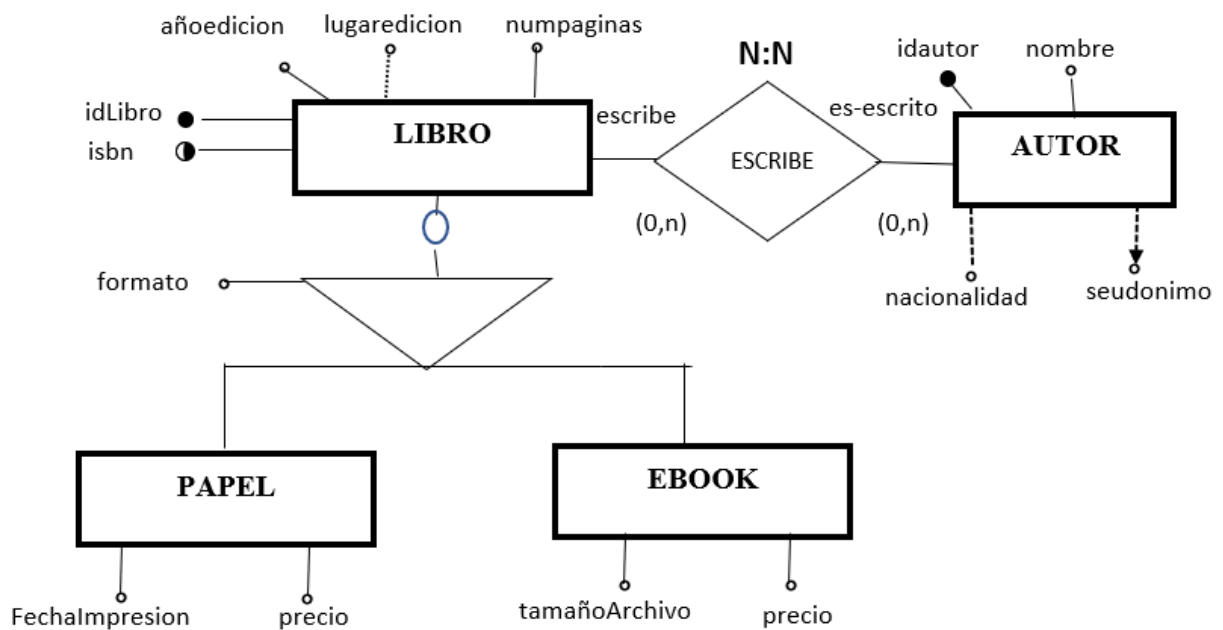 añoedicion
lugaredicion
numpaginas
N:N
idautor
nombre
idLibro
isbn
LIBRO
escribe
ESCRIBE
es-escrito
AUTOR
(0,n)
(0,n)
formato
nacionalidad
seudonimo
PAPEL
EBOOK
FechaImpresion
precio
tamañoArchivo
precio